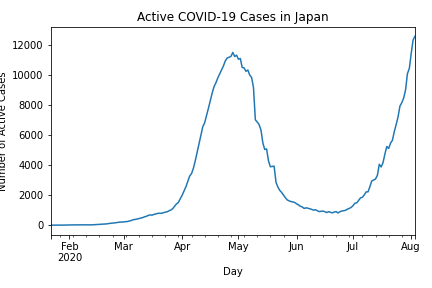 Active COVID-19 Cases in Japan
Number of Active Cases
12000
10000
8000
6000
4000
2000
0
Feb Mar Apr May Jun Jul Aug
2020
Day